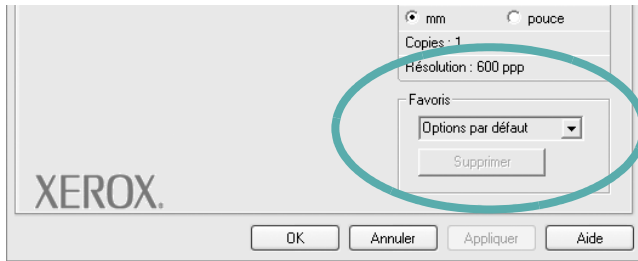 mm pouce
Copies : 1
Résolution : 600 ppp
Favoris
Options par défaut
Supprimer
XEROX.
OK Annuler Appliquer Aide